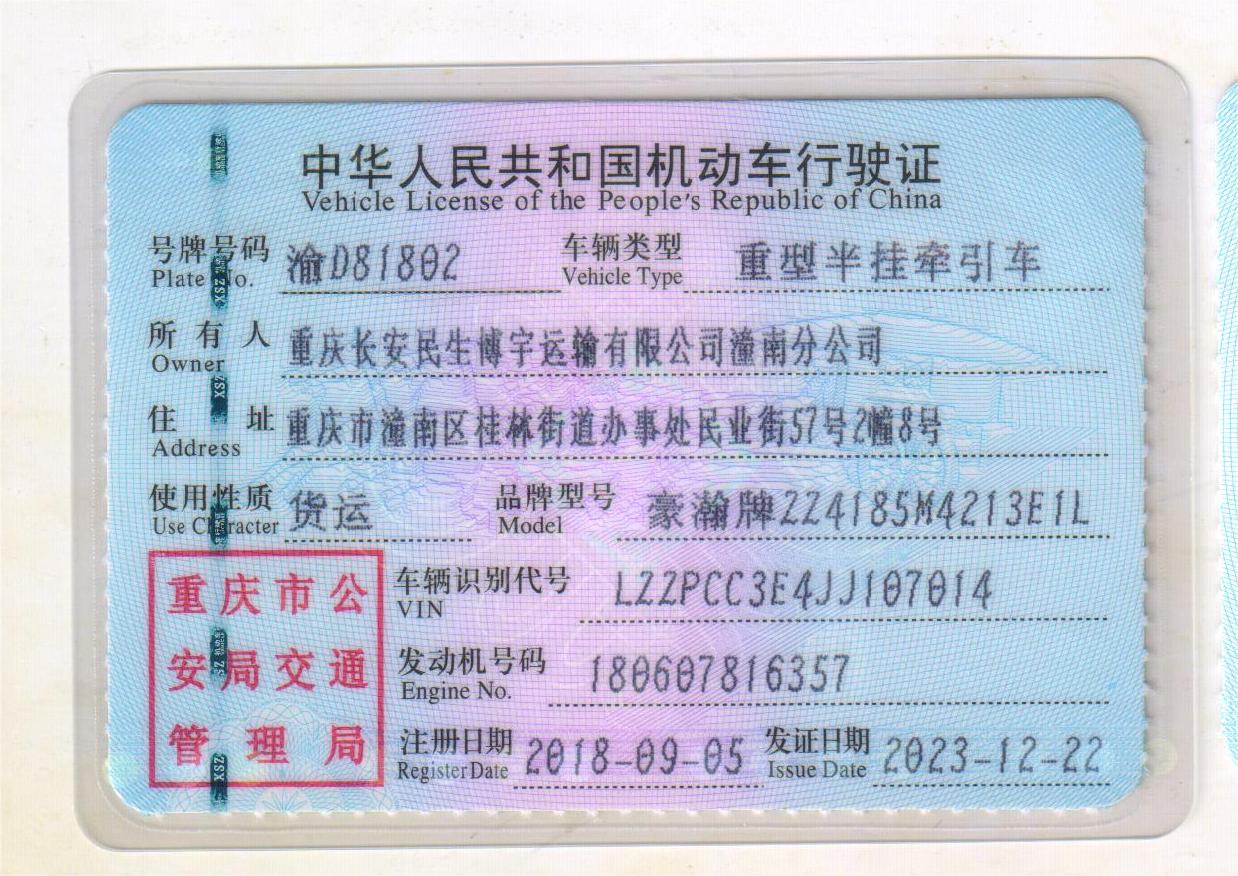 中华人民共和国机动车行驶证
Vehicle License of the People's Republic of China
号牌号码 渝D81802 车辆类型 重型半挂牵引车
Plate No. Vehicle Type
所有人 重庆长安民生博宇运输有限公司潼南分公司
Owner
住址 重庆市潼南区桂林街道办事处民业街57号2幢8号
Address
使用性质 货运 品牌型号 豪瀚牌ZZ4185M4213E1L
Use Character Model
重庆市公
安局交通
管理局
车辆识别代号 LZZPCC3E4JJ107014
VIN
发动机号码 180607816357
Engine No.
注册日期 2018-09-05 发证日期 2023-12-22
Register Date Issue Date